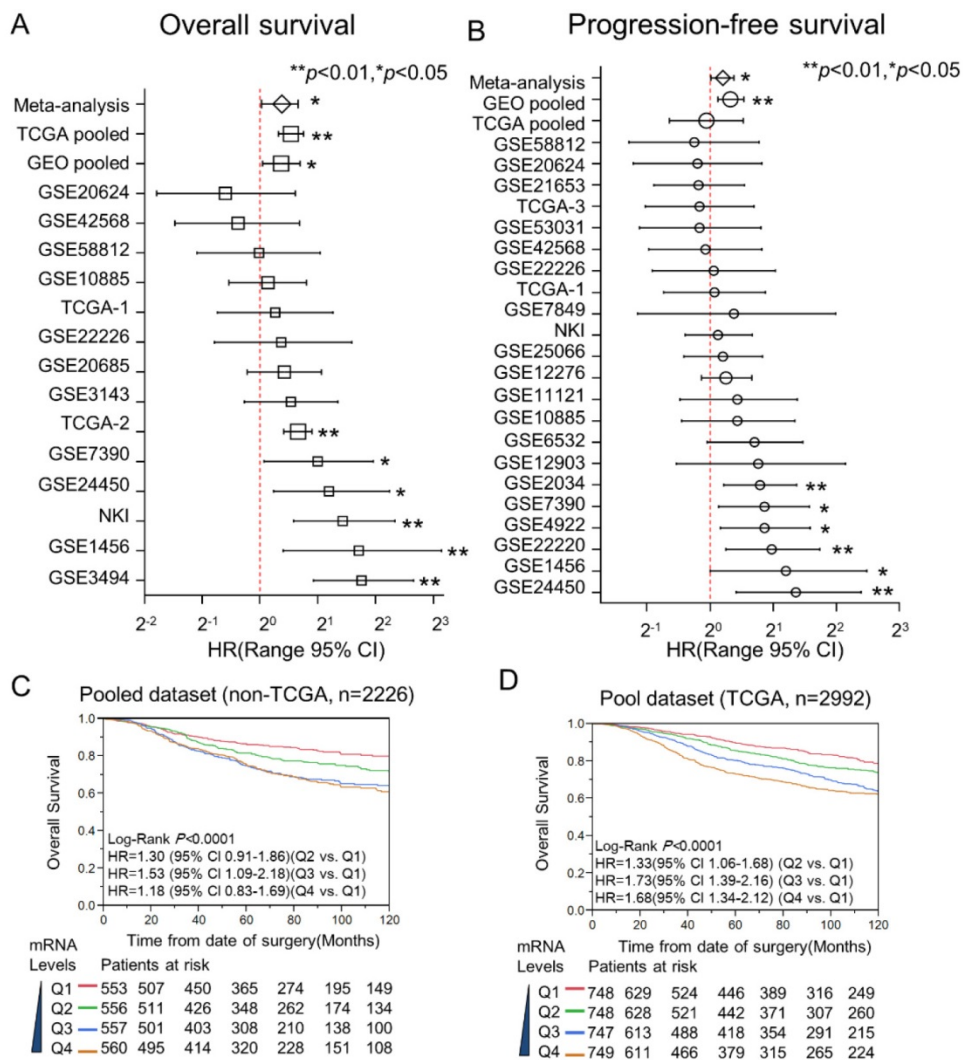 A
Overall survival
**p<0.01,*p<0.05
Meta-analysis
*
TCGA pooled
**
GEO pooled
*
GSE20624
GSE42568
GSE58812
GSE10885
TCGA-1
GSE22226
GSE20685
GSE3143
TCGA-2
**
GSE7390
*
GSE24450
*
NKI
**
GSE1456
**
GSE3494
**
2-2 2-1 20 21 22 23
HR(Range 95% CI)
B
Progression-free survival
**p<0.01,*p<0.05
Meta-analysis
*
GEO pooled
**
TCGA pooled
GSE58812
GSE20624
GSE21653
TCGA-3
GSE53031
GSE42568
GSE22226
TCGA-1
GSE7849
NKI
GSE25066
GSE12276
GSE11121
GSE10885
GSE6532
GSE12903
GSE2034
**
GSE7390
*
GSE4922
*
GSE22220
**
GSE1456
*
GSE24450
**
2-1 20 21 22 23
HR(Range 95% CI)
C
Pooled dataset (non-TCGA, n=2226)
Overall Survival
1.0
0.8
0.6
0.4
0.2
0.0
Log-Rank P<0.0001
HR=1.30 (95% CI 0.91-1.86)(Q2 vs. Q1)
HR=1.53 (95% CI 1.09-2.18)(Q3 vs. Q1)
HR=1.18 (95% CI 0.83-1.69)(Q4 vs. Q1)
0 20 40 60 80 100 120
Time from date of surgery(Months)
mRNA
Levels
Patients at risk
Q1 553 507 450 365 274 195 149
Q2 556 511 426 348 262 174 134
Q3 557 501 403 308 210 138 100
Q4 560 495 414 320 228 151 108
D
Pool dataset (TCGA, n=2992)
Overall Survival
1.0
0.8
0.6
0.4
0.2
0.0
Log-Rank P<0.0001
HR=1.33(95% CI 1.06-1.68) (Q2 vs. Q1)
HR=1.73(95% CI 1.39-2.16) (Q3 vs. Q1)
HR=1.68(95% CI 1.34-2.12) (Q4 vs. Q1)
0 20 40 60 80 100 120
Time from date of surgery(Months)
mRNA
Levels
Patients at risk
Q1 748 629 524 446 389 316 249
Q2 748 628 521 442 371 307 260
Q3 747 613 488 418 354 291 215
Q4 749 611 466 379 315 265 224